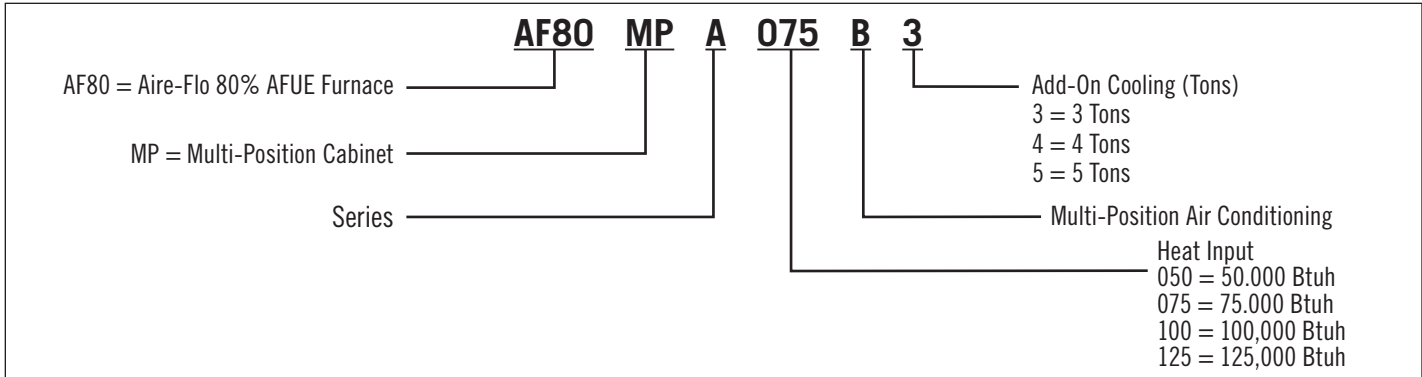 AF80 MP A 075 B 3
AF80 = Aire-Flo 80% AFUE Furnace
MP = Multi-Position Cabinet
Series
Add-On Cooling (Tons)
3 = 3 Tons
4 = 4 Tons
5 = 5 Tons
Multi-Position Air Conditioning
Heat Input
050 = 50.000 Btuh
075 = 75.000 Btuh
100 = 100,000 Btuh
125 = 125,000 Btuh